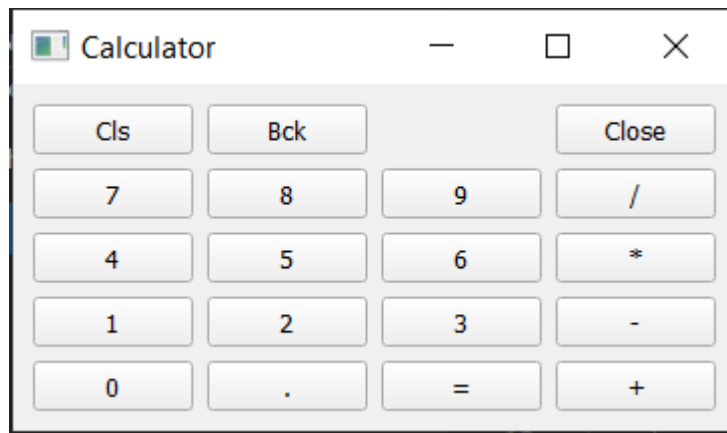 Calculator
Cls Bck Close
7 8 9 /
4 5 6 *
1 2 3 -
0 . = +